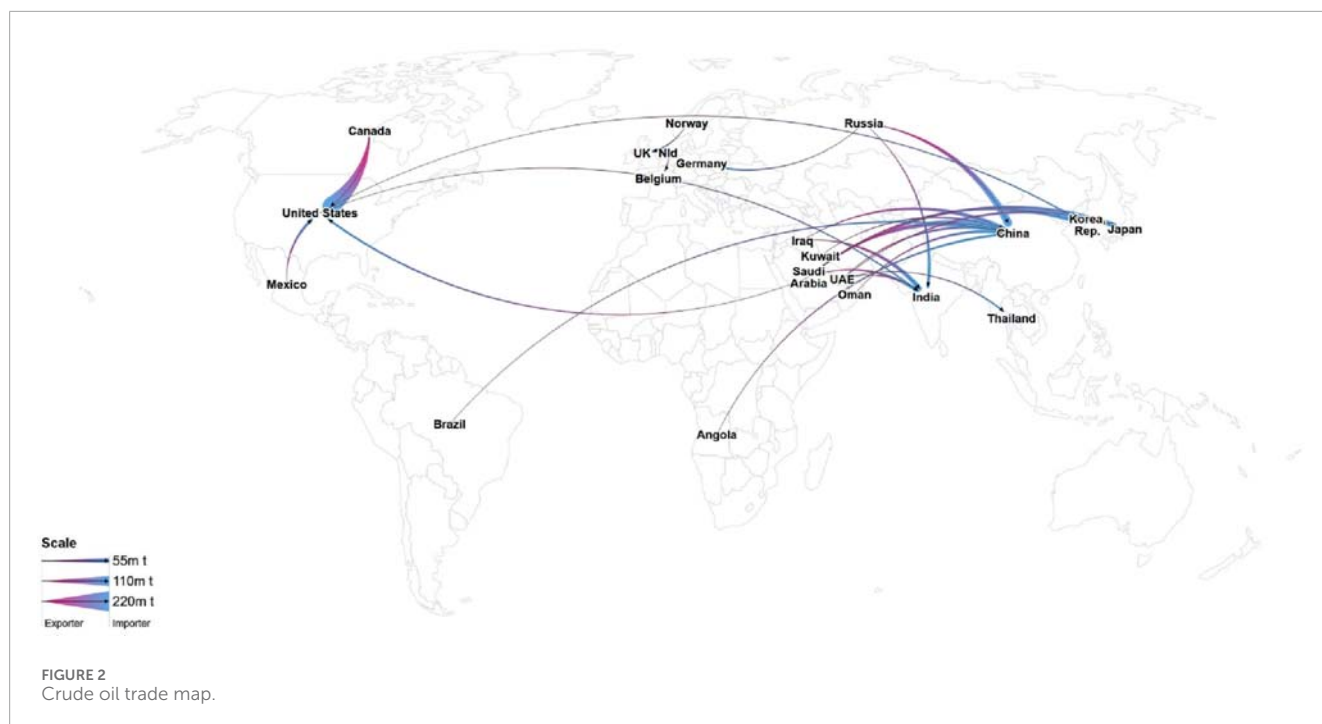 Canada
Norway
Russia
UK
Nld
Germany
Belgium
United States
Korea,
Rep.
Japan
China
Iraq
Kuwait
Saudi
Arabia
UAE
Oman
India
Mexico
Thailand
Brazil
Angola
Scale
55m t
110m t
220m t
Exporter
Importer
FIGURE 2
Crude oil trade map.